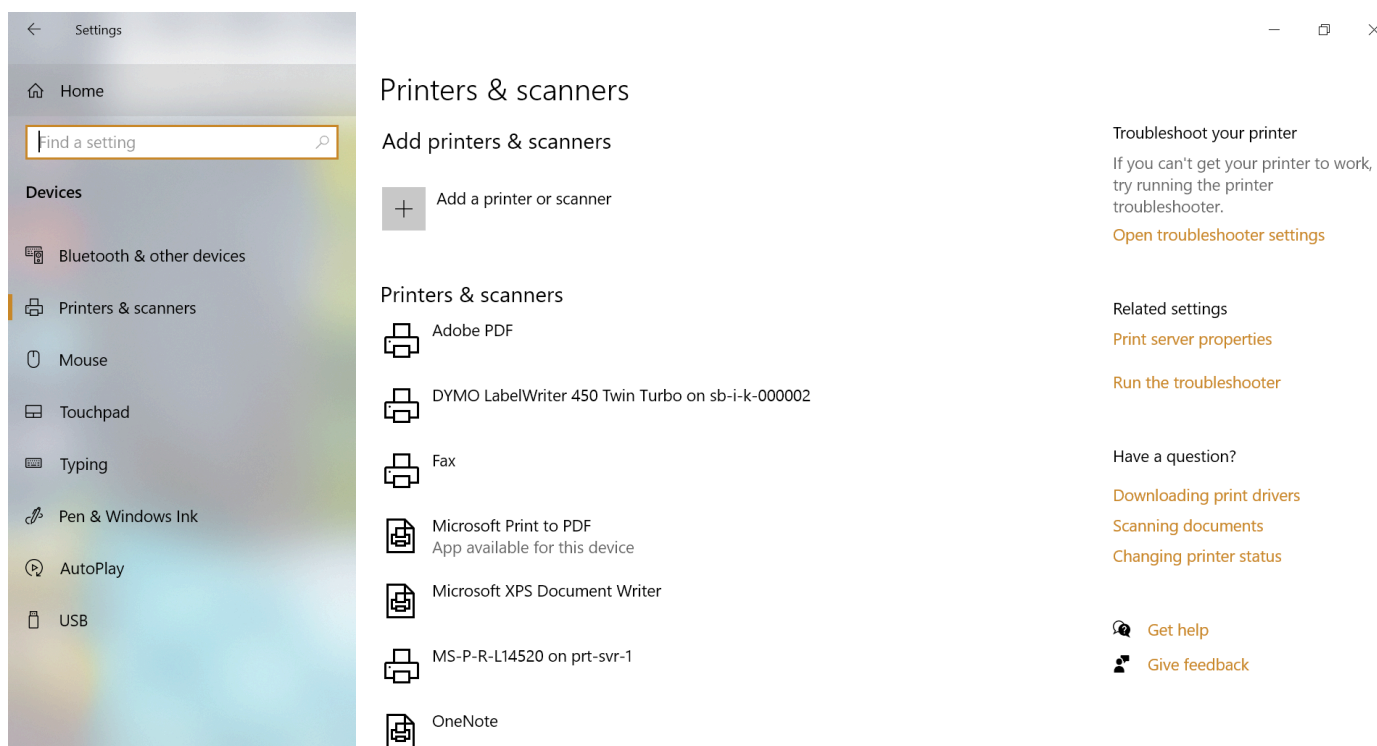 Settings
Home
Find a setting
Devices
Bluetooth & other devices
Printers & scanners
Mouse
Touchpad
Typing
Pen & Windows Ink
AutoPlay
USB
Printers & scanners
Add printers & scanners
Add a printer or scanner
Printers & scanners
Adobe PDF
DYMO LabelWriter 450 Twin Turbo on sb-i-k-000002
Fax
Microsoft Print to PDF
App available for this device
Microsoft XPS Document Writer
MS-P-R-L14520 on prt-svr-1
OneNote
Troubleshoot your printer
If you can't get your printer to work,
try running the printer
troubleshooter.
Open troubleshooter settings
Related settings
Print server properties
Run the troubleshooter
Have a question?
Downloading print drivers
Scanning documents
Changing printer status
Get help
Give feedback